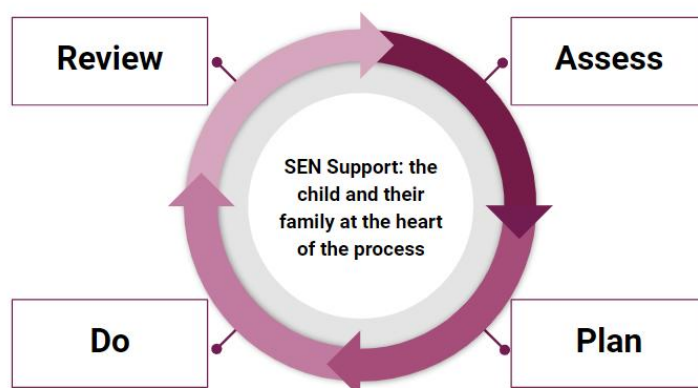 Review
Assess
SEN Support: the
child and their
family at the heart
of the process
Do
Plan